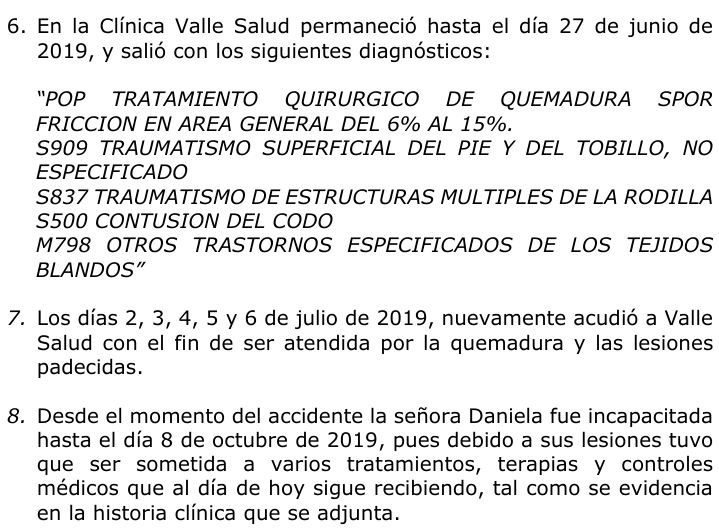 6. En la Clínica Valle Salud permaneció hasta el día 27 de junio de
2019, y salió con los siguientes diagnósticos:
“POP TRATAMIENTO QUIRURGICO DE QUEMADURA SPOR
FRICCION EN AREA GENERAL DEL 6% AL 15%.
S909 TRAUMATISMO SUPERFICIAL DEL PIE Y DEL TOBILLO, NO
ESPECIFICADO
S837 TRAUMATISMO DE ESTRUCTURAS MULTIPLES DE LA RODILLA
S500 CONTUSION DEL CODO
M798 OTROS TRASTORNOS ESPECIFICADOS DE LOS TEJIDOS
BLANDOS”
7. Los días 2, 3, 4, 5 y 6 de julio de 2019, nuevamente acudió a Valle
Salud con el fin de ser atendida por la quemadura y las lesiones
padecidas.
8. Desde el momento del accidente la señora Daniela fue incapacitada
hasta el día 8 de octubre de 2019, pues debido a sus lesiones tuvo
que ser sometida a varios tratamientos, terapias y controles
médicos que al día de hoy sigue recibiendo, tal como se evidencia
en la historia clínica que se adjunta.